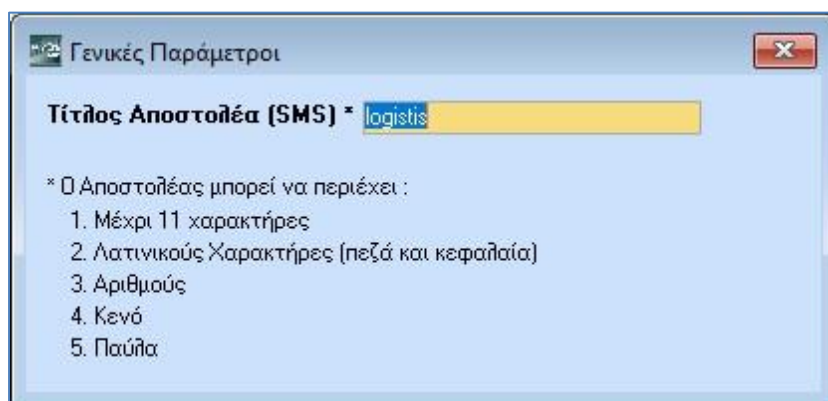 Γενικές Παράμετροι
Τίτλος Αποστολέα (SMS) * logistis
* Ο Αποστολέας μπορεί να περιέχει :
1. Μέχρι 11 χαρακτήρες
2. Λατινικούς Χαρακτήρες (πεζά και κεφαλαία)
3. Αριθμούς
4. Κενό
5. Παύλα